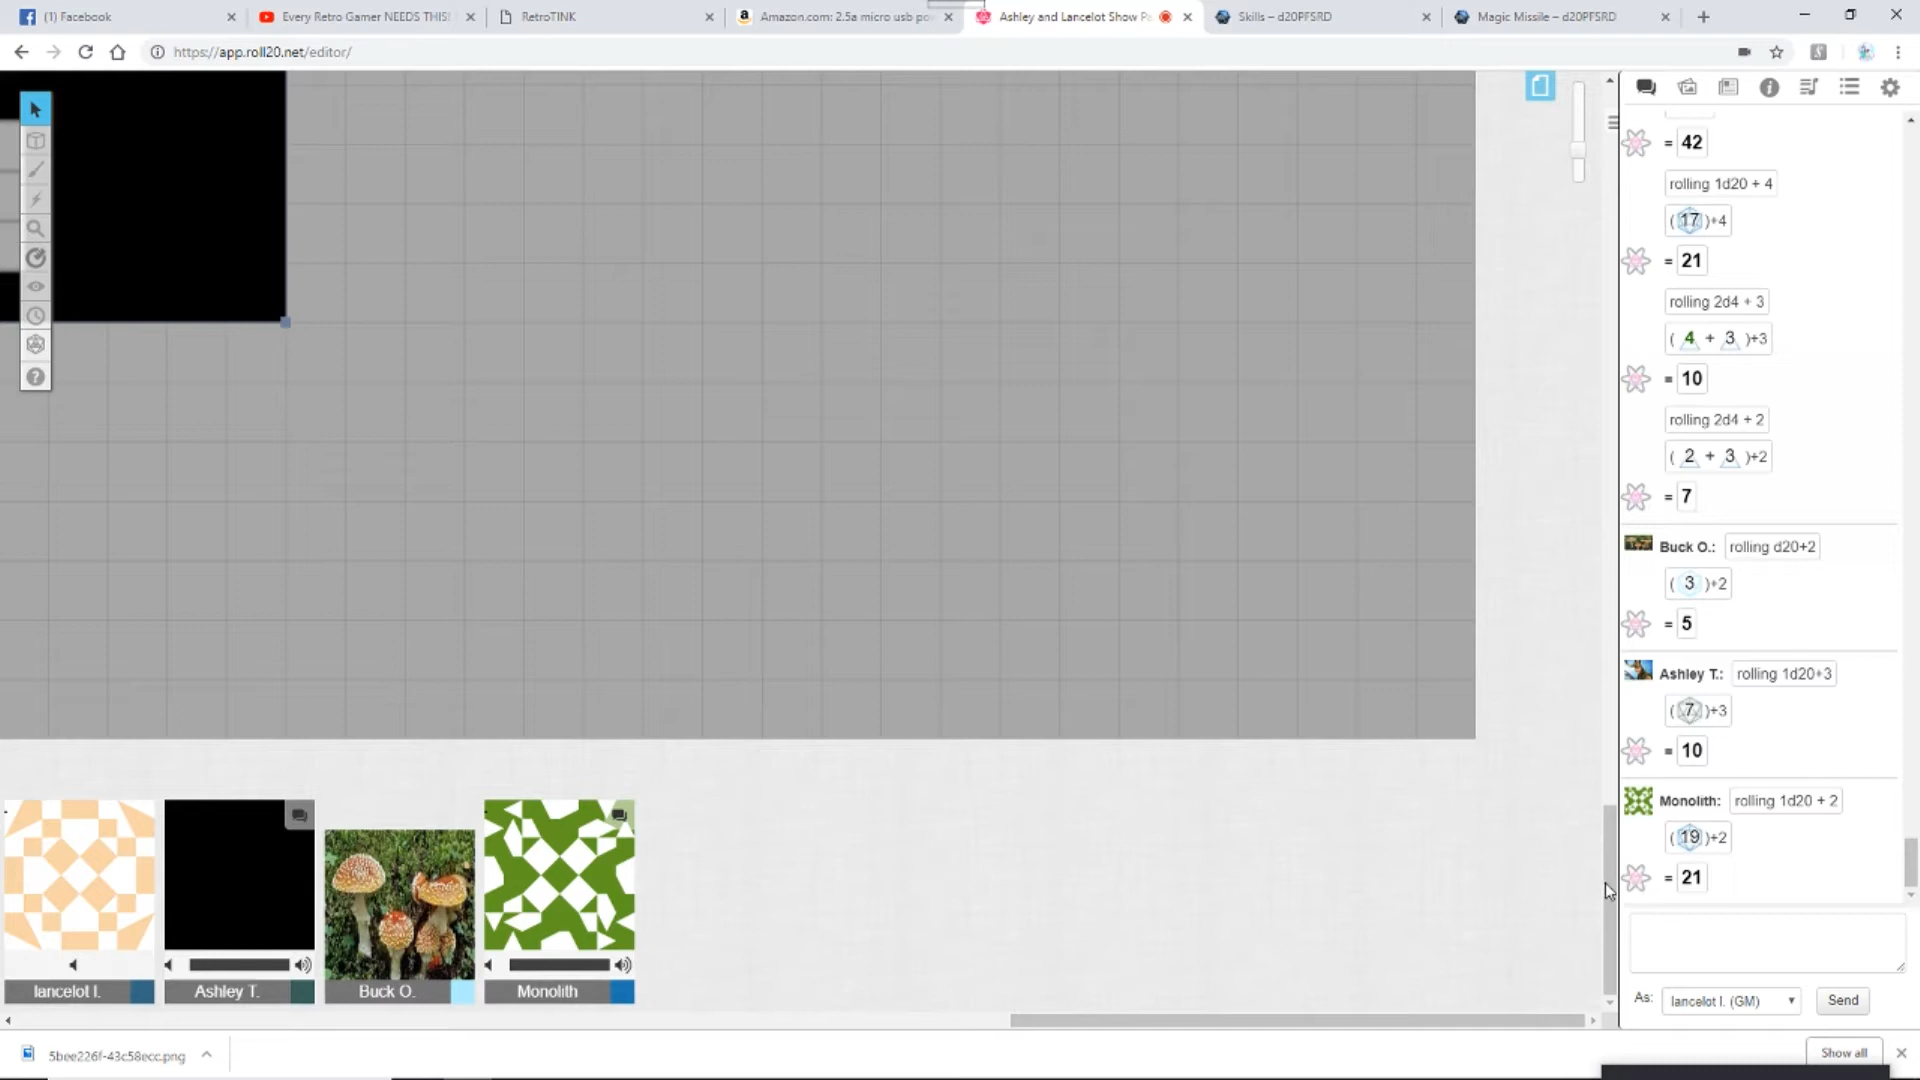 (1) Facebook
Every Retro Gamer NEEDS THIS!
RetroTINK
Amazon.com: 2.5a micro usb po
Ashley and Lancelot Show Pa
Skills – d20PFSRD
Magic Missile – d20PFSRD
https://app.roll20.net/editor/
= 42
rolling 1d20 + 4
(17)+4
= 21
rolling 2d4 + 3
(4 + 3)+3
= 10
rolling 2d4 + 2
(2 + 3)+2
= 7
Buck O.: rolling d20+2
(3)+2
= 5
Ashley T.: rolling 1d20+3
(7)+3
= 10
Monolith: rolling 1d20 + 2
(19)+2
= 21
lancelot l.
Ashley T.
Buck O.
Monolith
As: lancelot l. (GM) Send
5bee226f-43c58ecc.png
Show all